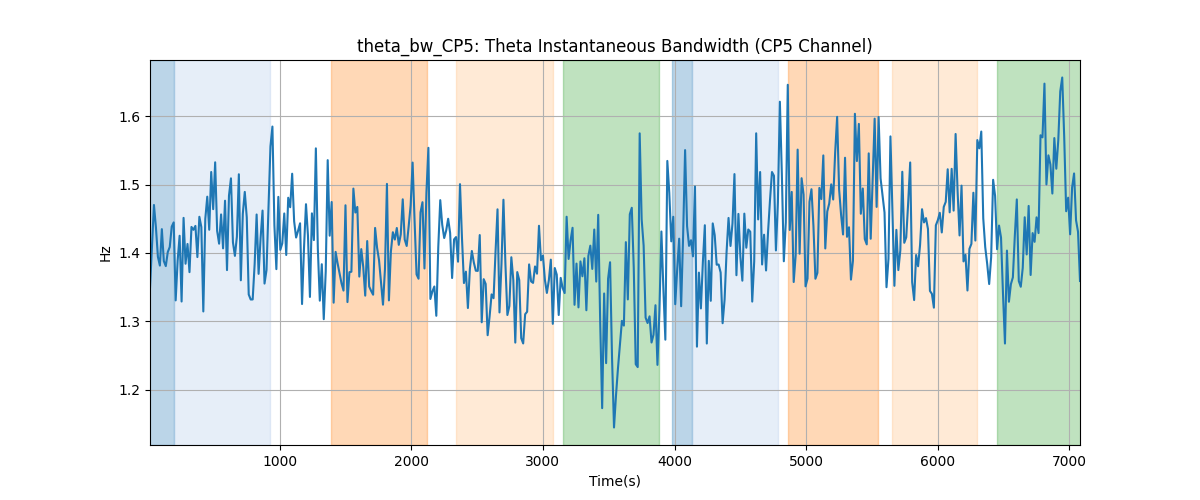 theta_bw_CP5: Theta Instantaneous Bandwidth (CP5 Channel)
Hz
1.6
1.5
1.4
1.3
1.2
1000 2000 3000 4000 5000 6000 7000
Time(s)